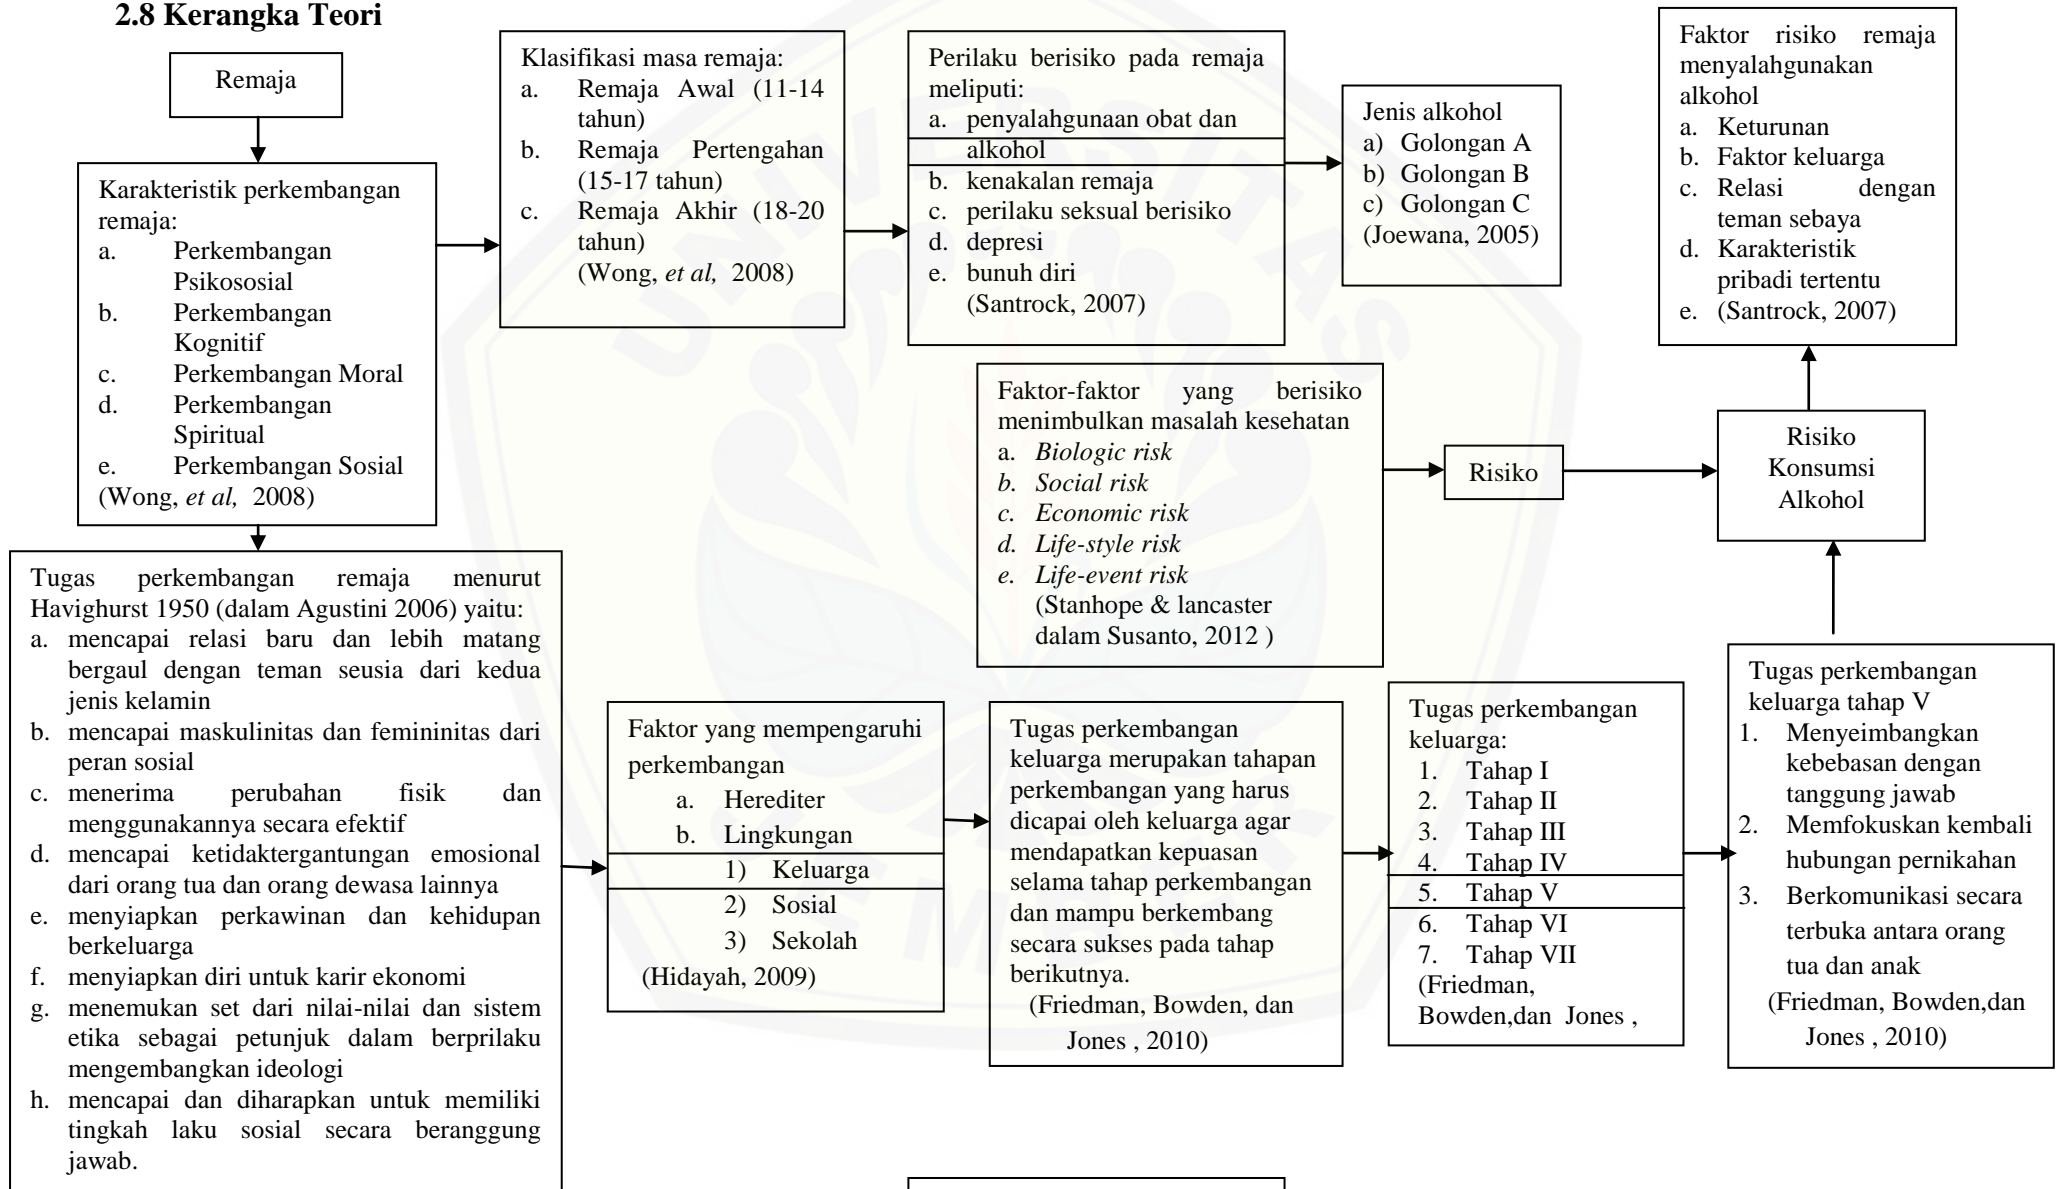 2.8 Kerangka Teori
Remaja
Karakteristik perkembangan
remaja:
a. Perkembangan
Psikososial
b. Perkembangan
Kognitif
c. Perkembangan Moral
d. Perkembangan
Spiritual
e. Perkembangan Sosial
(Wong, et al, 2008)
Klasifikasi masa remaja:
a. Remaja Awal (11-14
tahun)
b. Remaja Pertengahan
(15-17 tahun)
c. Remaja Akhir (18-20
tahun)
(Wong, et al, 2008)
Perilaku berisiko pada remaja
meliputi:
a. penyalahgunaan obat dan
alkohol
b. kenakalan remaja
c. perilaku seksual berisiko
d. depresi
e. bunuh diri
(Santrock, 2007)
Jenis alkohol
a) Golongan A
b) Golongan B
c) Golongan C
(Joewana, 2005)
Faktor risiko remaja
menyalahgunakan
alkohol
a. Keturunan
b. Faktor keluarga
c. Relasi dengan
teman sebaya
d. Karakteristik
pribadi tertentu
e. (Santrock, 2007)
Faktor-faktor yang berisiko
menimbulkan masalah kesehatan
a. Biologic risk
b. Social risk
c. Economic risk
d. Life-style risk
e. Life-event risk
(Stanhope & lancaster
dalam Susanto, 2012 )
Risiko
Risiko
Konsumsi
Alkohol
Tugas perkembangan remaja menurut
Havighurst 1950 (dalam Agustini 2006) yaitu:
a. mencapai relasi baru dan lebih matang
bergaul dengan teman seusia dari kedua
jenis kelamin
b. mencapai maskulinitas dan femininitas dari
peran sosial
c. menerima perubahan fisik dan
menggunakannya secara efektif
d. mencapai ketidaktergantungan emosional
dari orang tua dan orang dewasa lainnya
e. menyiapkan perkawinan dan kehidupan
berkeluarga
f. menyiapkan diri untuk karir ekonomi
g. menemukan set dari nilai-nilai dan sistem
etika sebagai petunjuk dalam berprilaku
mengembangkan ideologi
h. mencapai dan diharapkan untuk memiliki
tingkah laku sosial secara beranggung
jawab.
Faktor yang mempengaruhi
perkembangan
a. Herediter
b. Lingkungan
1) Keluarga
2) Sosial
3) Sekolah
(Hidayah, 2009)
Tugas perkembangan
keluarga merupakan tahapan
perkembangan yang harus
dicapai oleh keluarga agar
mendapatkan kepuasan
selama tahap perkembangan
dan mampu berkembang
secara sukses pada tahap
berikutnya.
(Friedman, Bowden, dan
Jones , 2010)
Tugas perkembangan
keluarga:
1. Tahap I
2. Tahap II
3. Tahap III
4. Tahap IV
5. Tahap V
6. Tahap VI
7. Tahap VII
(Friedman,
Bowden,dan Jones ,
Tugas perkembangan
keluarga tahap V
1. Menyeimbangkan
kebebasan dengan
tanggung jawab
2. Memfokuskan kembali
hubungan pernikahan
3. Berkomunikasi secara
terbuka antara orang
tua dan anak
(Friedman, Bowden,dan
Jones , 2010)
UNIVERSITAS
JEMBER